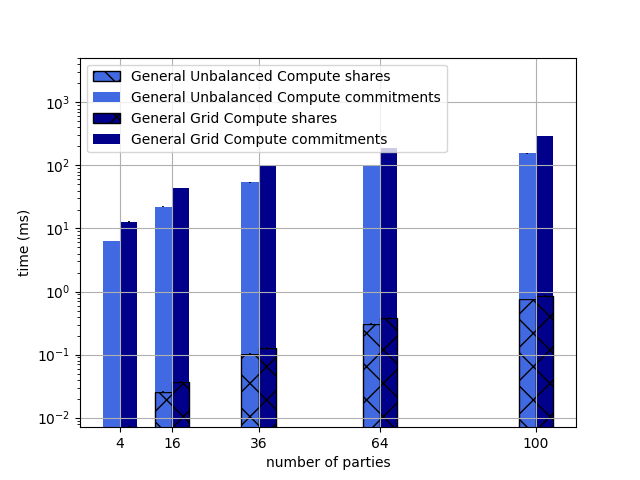 General Unbalanced Compute shares
General Unbalanced Compute commitments
General Grid Compute shares
General Grid Compute commitments
time (ms)
10³
10²
10¹
10⁰
10⁻¹
10⁻²
4 16 36 64 100
number of parties